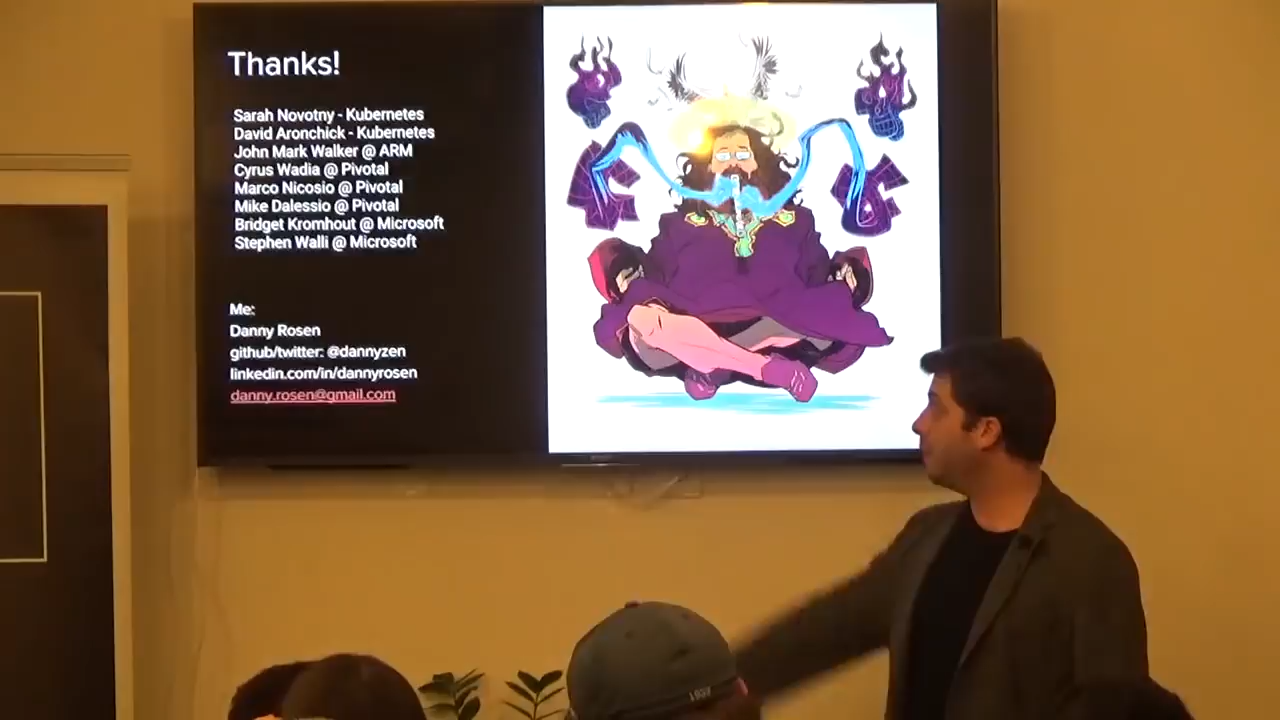 Thanks!
Sarah Novotny - Kubernetes
David Aronchick - Kubernetes
John Mark Walker @ ARM
Cyrus Wadia @ Pivotal
Marco Nicosio @ Pivotal
Mike Dalessio @ Pivotal
Bridget Kromhout @ Microsoft
Stephen Walli @ Microsoft
Me:
Danny Rosen
github/twitter: @dannyzen
linkedin.com/in/dannyrosen
danny.rosen@gmail.com